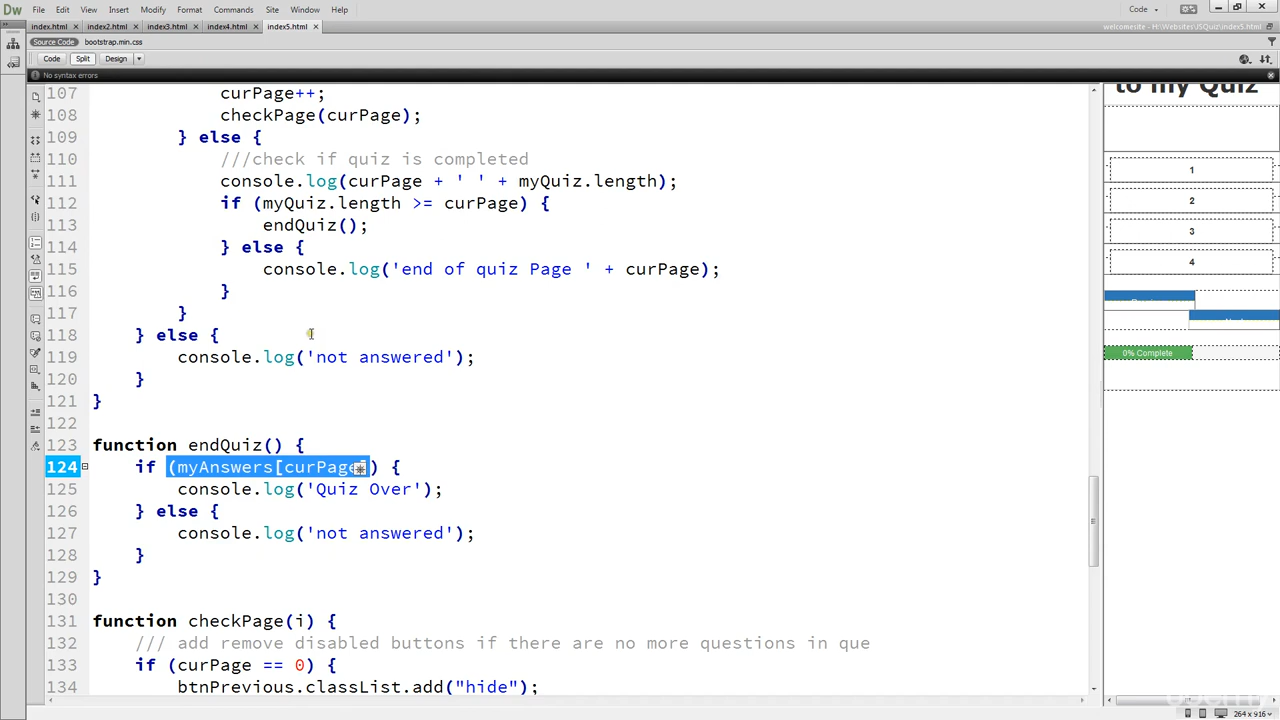 Dw File Edit View Insert Modify Format Commands Site Window Help Code
index.html × index2.html × index3.html × index4.html × index5.html ×
welcomesite - H:\Websites\JSQuiz\index5.html
Source Code bootstrap.min.css
Code Split Design
No syntax errors
107 curPage++;
108 checkPage(curPage);
109 } else {
110 ///check if quiz is completed
111 console.log(curPage + ' ' + myQuiz.length);
112 if (myQuiz.length >= curPage) {
113 endQuiz();
114 } else {
115 console.log('end of quiz Page ' + curPage);
116 }
117 }
118 } else {
119 console.log('not answered');
120 }
121 }
122
123 function endQuiz() {
124 if (myAnswers[curPage]) {
125 console.log('Quiz Over');
126 } else {
127 console.log('not answered');
128 }
129 }
130
131 function checkPage(i) {
132 /// add remove disabled buttons if there are no more questions in que
133 if (curPage == 0) {
134 btnPrevious.classList.add("hide");
to my Quiz
1
2
3
4
0% Complete
264 x 916